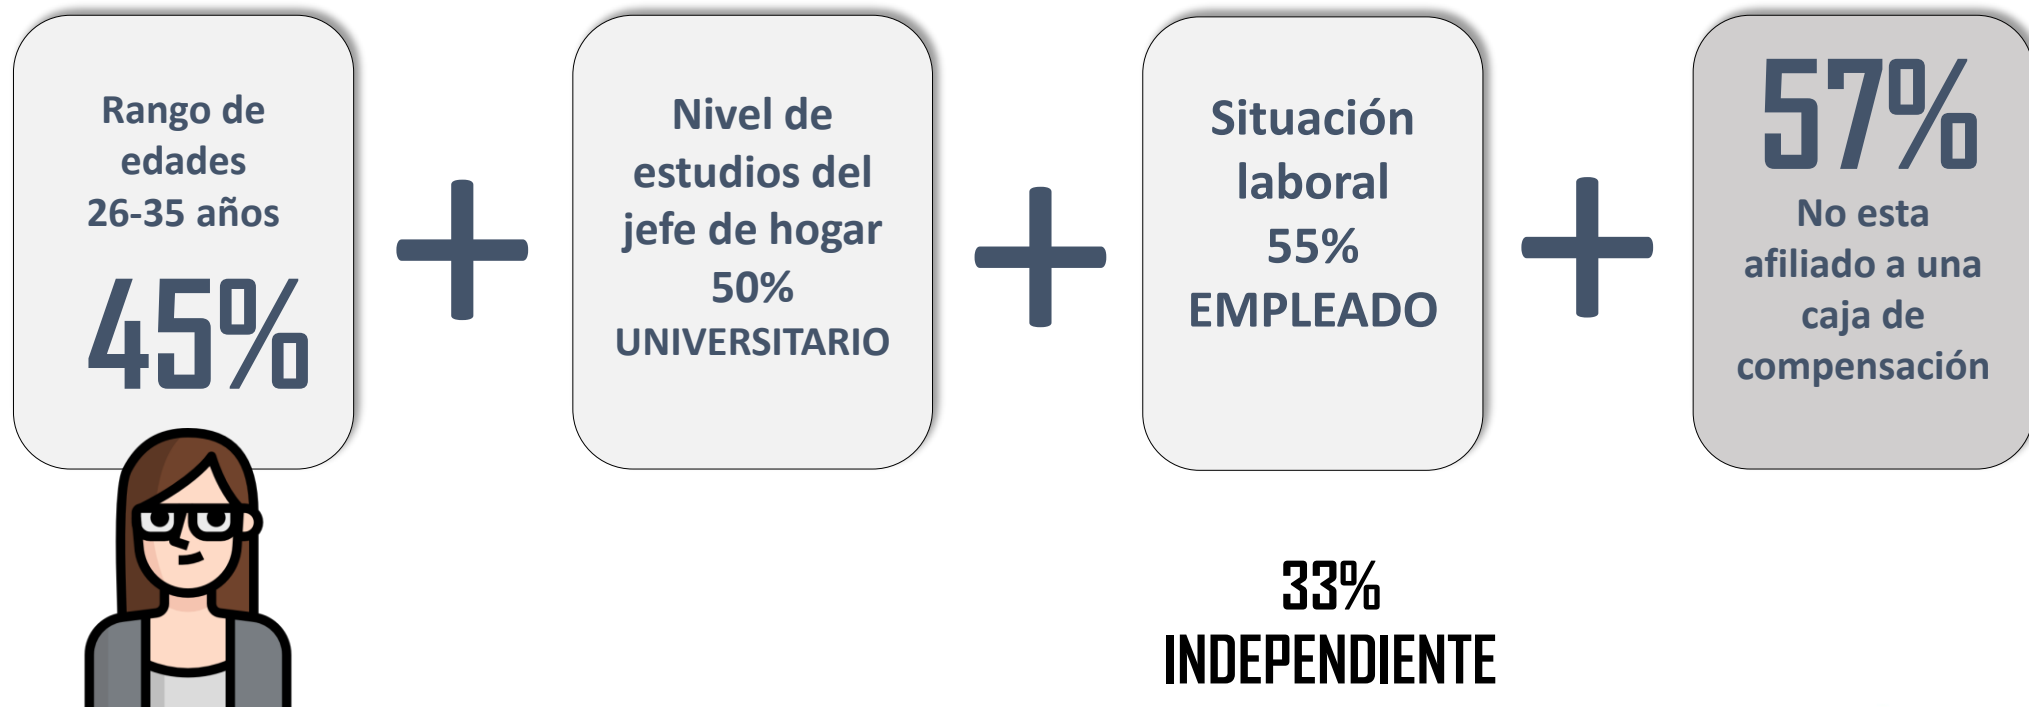 Rango de
edades
26-35 años
45%
Nivel de
estudios del
jefe de hogar
50%
UNIVERSITARIO
Situación
laboral
55%
EMPLEADO
33%
INDEPENDIENTE
57%
No esta
afiliado a una
caja de
compensación